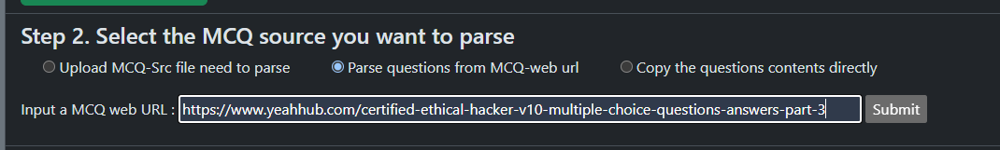 Step 2. Select the MCQ source you want to parse
Upload MCQ-Src file need to parse Parse questions from MCQ-web url Copy the questions contents directly
Input a MCQ web URL : https://www.yeahhub.com/certified-ethical-hacker-v10-multiple-choice-questions-answers-part-3 Submit